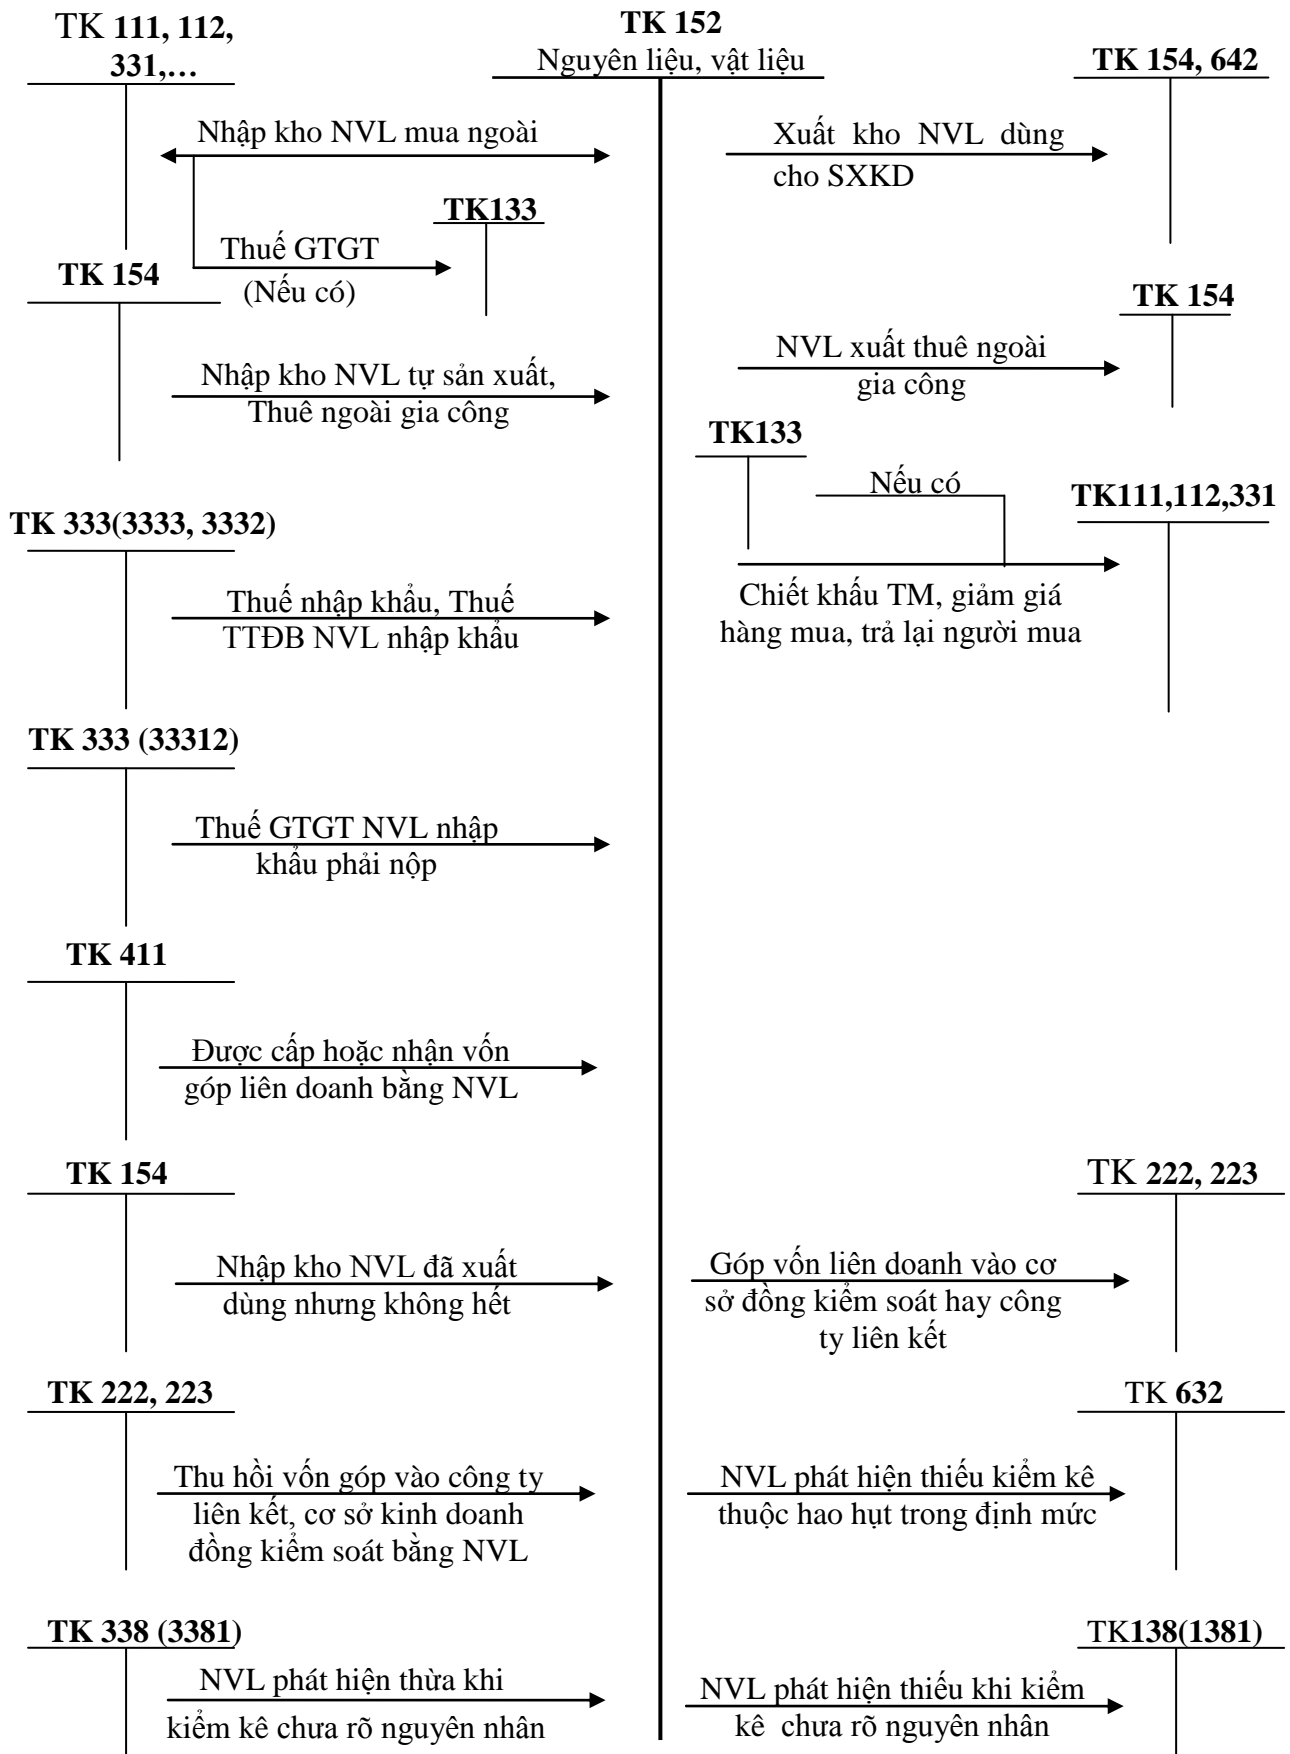 TK 111, 112,
331,…
TK 152
Nguyên liệu, vật liệu
TK 154, 642
Nhập kho NVL mua ngoài
Xuất kho NVL dùng
cho SXKD
TK133
Thuế GTGT
(Nếu có)
TK 154
TK 154
Nhập kho NVL tự sản xuất,
Thuê ngoài gia công
NVL xuất thuê ngoài
gia công
TK133
Nếu có
TK111,112,331
TK 333(3333, 3332)
Thuế nhập khẩu, Thuế
TTĐB NVL nhập khẩu
Chiết khấu TM, giảm giá
hàng mua, trả lại người mua
TK 333 (33312)
Thuế GTGT NVL nhập
khẩu phải nộp
TK 411
Được cấp hoặc nhận vốn
góp liên doanh bằng NVL
TK 154
TK 222, 223
Nhập kho NVL đã xuất
dùng nhưng không hết
Góp vốn liên doanh vào cơ
sở đồng kiểm soát hay công
ty liên kết
TK 222, 223
TK 632
Thu hồi vốn góp vào công ty
liên kết, cơ sở kinh doanh
đồng kiểm soát bằng NVL
NVL phát hiện thiếu kiểm kê
thuộc hao hụt trong định mức
TK 338 (3381)
TK138(1381)
NVL phát hiện thừa khi
kiểm kê chưa rõ nguyên nhân
NVL phát hiện thiếu khi kiểm
kê chưa rõ nguyên nhân